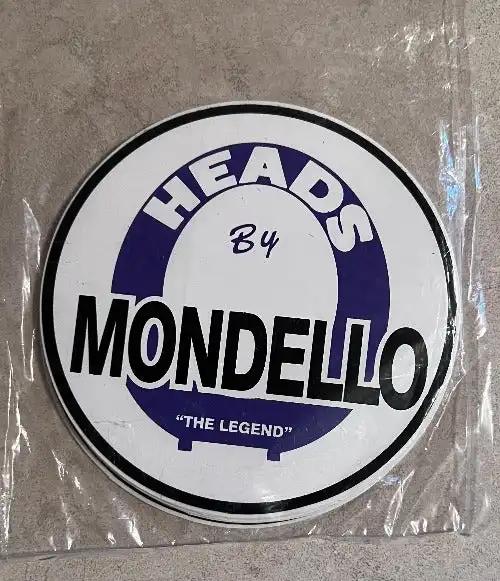 HEADS
By
MONDELLO
"THE LEGEND"